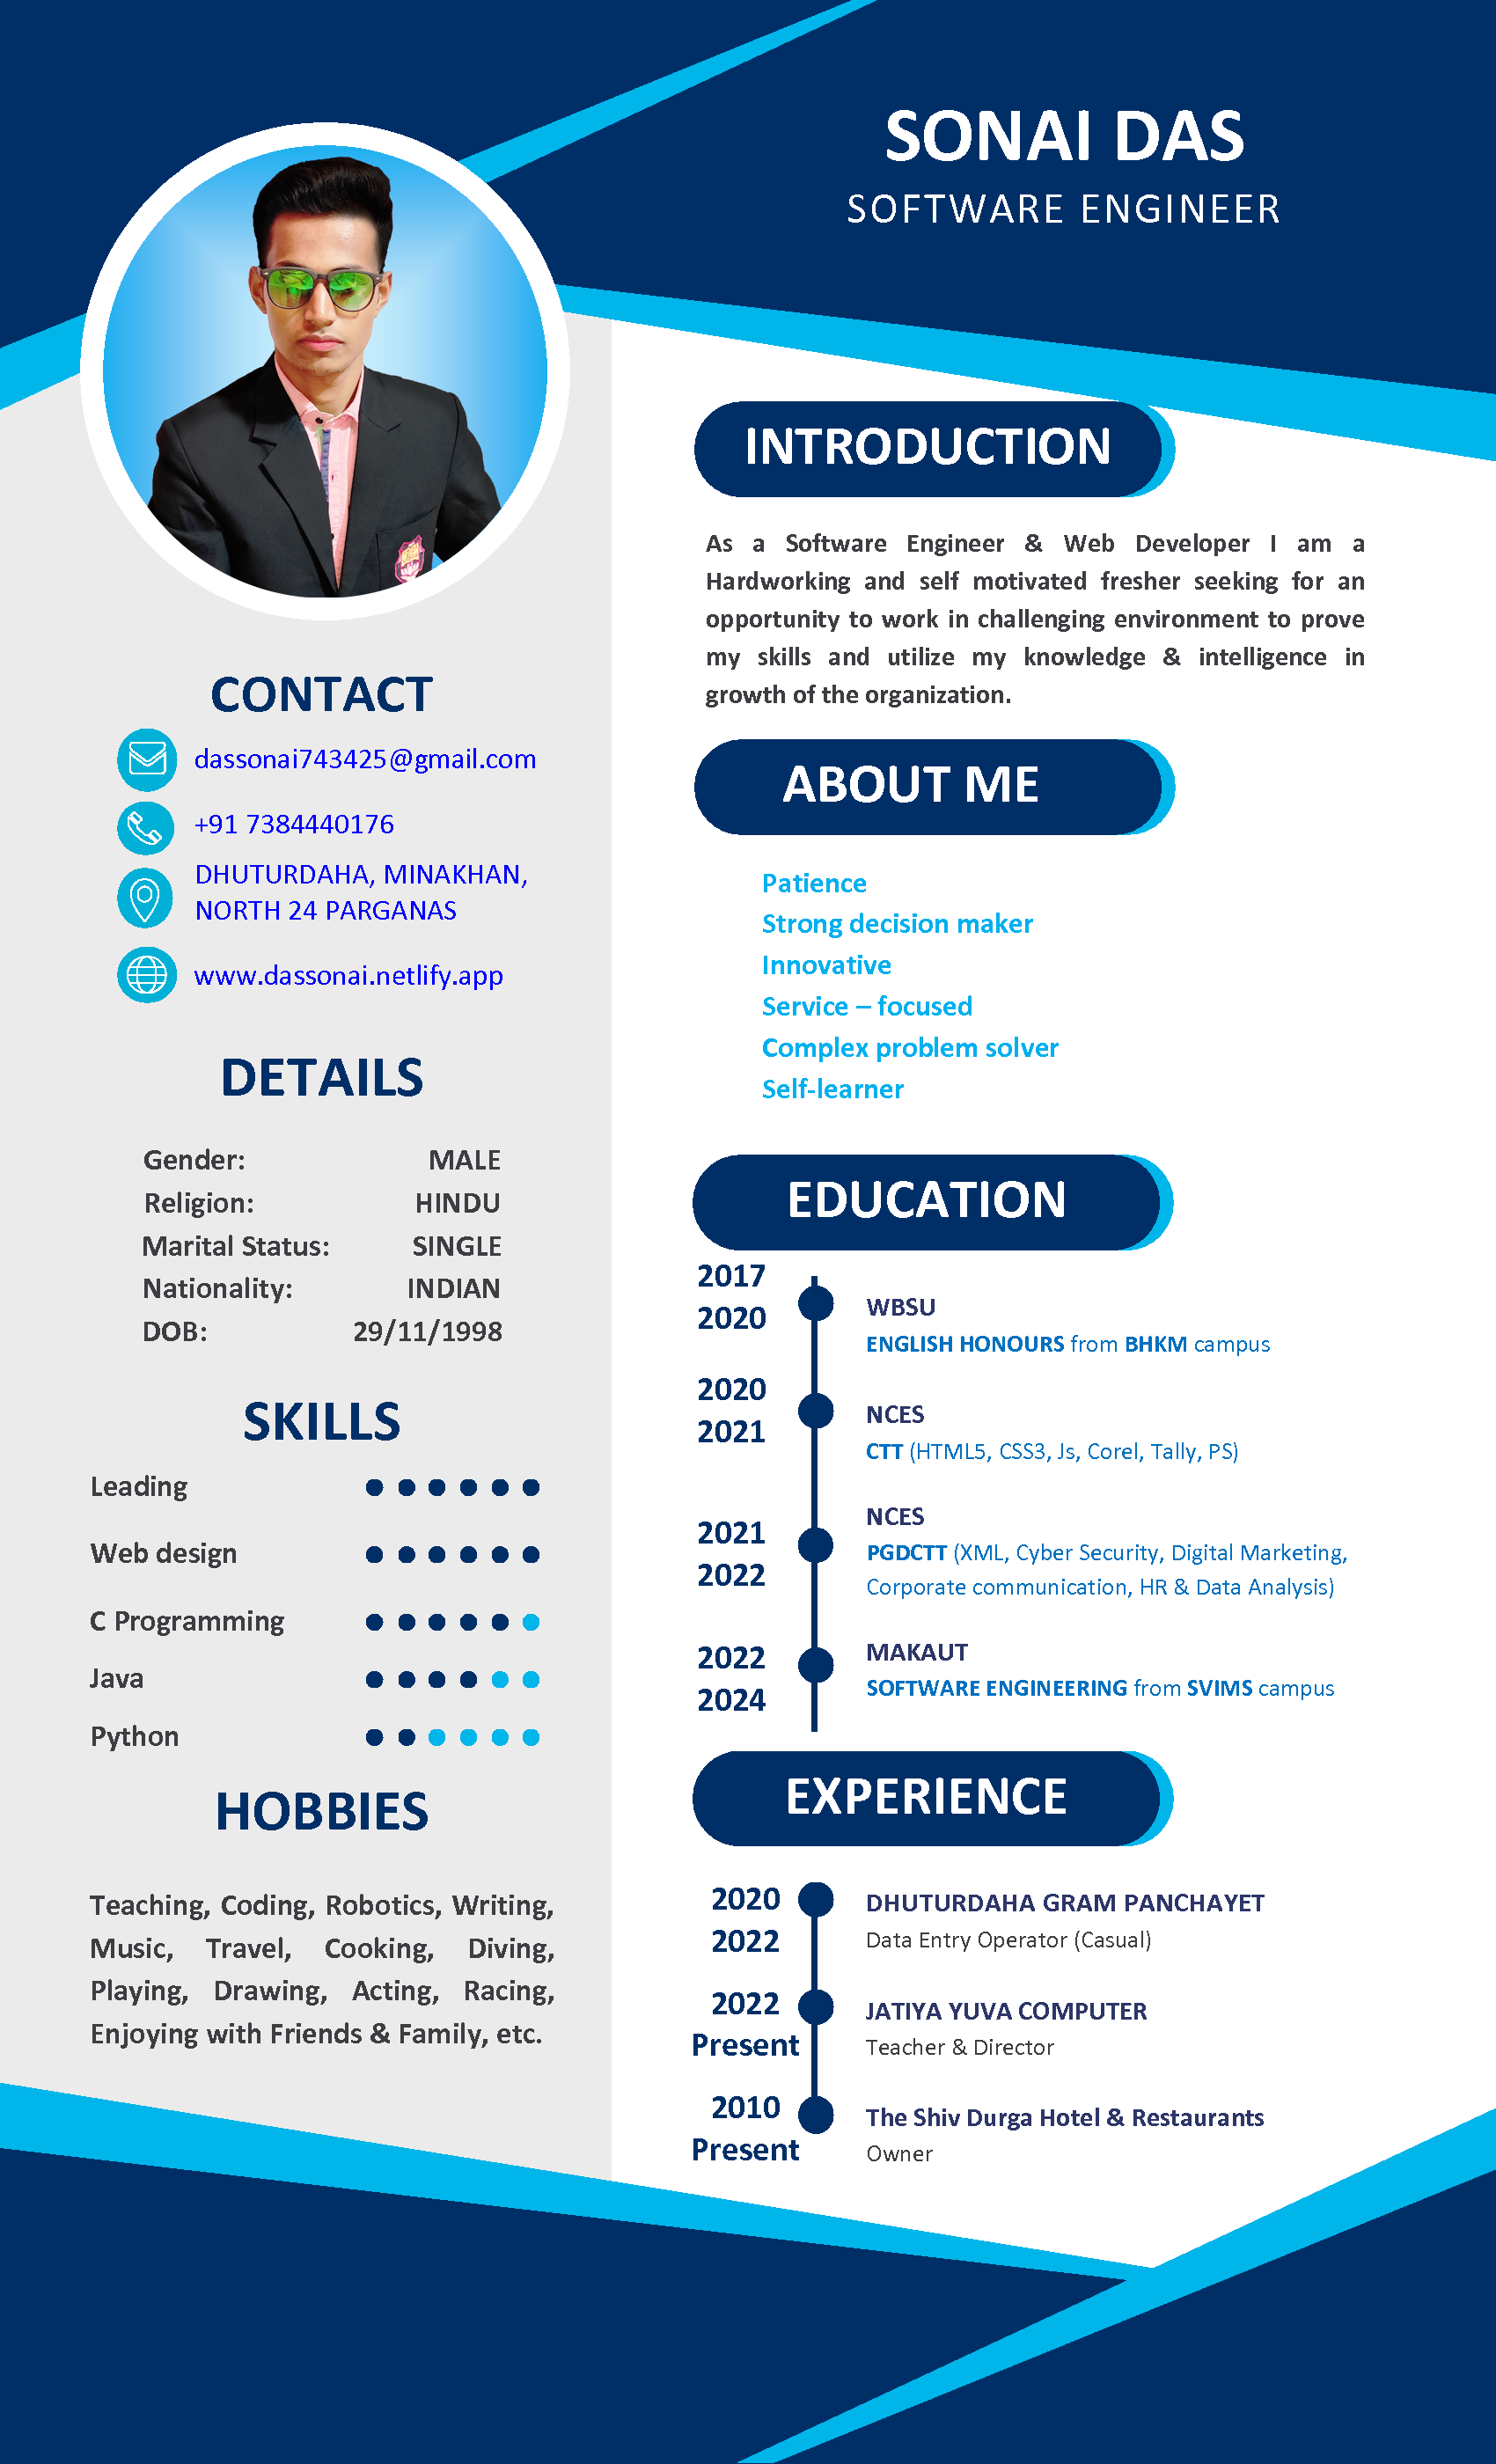 SONAI DAS
SOFTWARE ENGINEER
CONTACT
dassonai743425@gmail.com
+91 7384440176
DHUTURDAHA, MINAKHAN,
NORTH 24 PARGANAS
www.dassonai.netlify.app
DETAILS
Gender: MALE
Religion: HINDU
Marital Status: SINGLE
Nationality: INDIAN
DOB: 29/11/1998
SKILLS
Leading
Web design
C Programming
Java
Python
HOBBIES
Teaching, Coding, Robotics, Writing,
Music, Travel, Cooking, Diving,
Playing, Drawing, Acting, Racing,
Enjoying with Friends & Family, etc.
INTRODUCTION
As a Software Engineer & Web Developer I am a
Hardworking and self motivated fresher seeking for an
opportunity to work in challenging environment to prove
my skills and utilize my knowledge & intelligence in
growth of the organization.
ABOUT ME
Patience
Strong decision maker
Innovative
Service – focused
Complex problem solver
Self-learner
EDUCATION
2017
2020
WBSU
ENGLISH HONOURS from BHKM campus
2020
2021
NCES
CTT (HTML5, CSS3, Js, Corel, Tally, PS)
2021
2022
NCES
PGDCTT (XML, Cyber Security, Digital Marketing,
Corporate communication, HR & Data Analysis)
2022
2024
MAKAUT
SOFTWARE ENGINEERING from SVIMS campus
EXPERIENCE
2020
2022
DHUTURDAHA GRAM PANCHAYET
Data Entry Operator (Casual)
2022
Present
JATIYA YUVA COMPUTER
Teacher & Director
2010
Present
The Shiv Durga Hotel & Restaurants
Owner